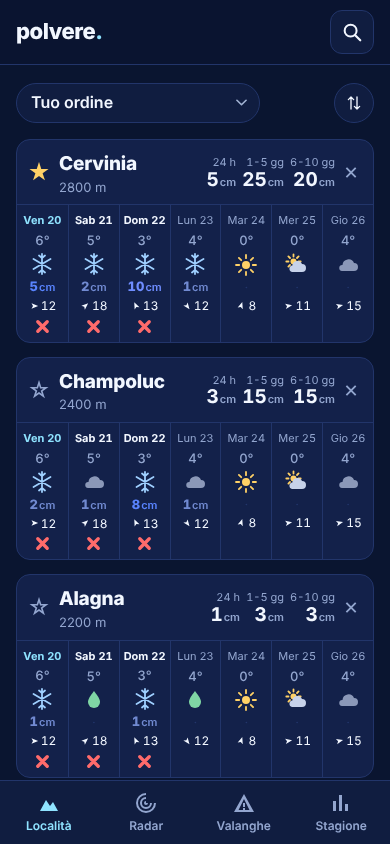 polvere.
Tuo ordine
Cervinia
2800 m
24 h 1-5 gg 6-10 gg
5cm 25cm 20cm
Ven 20 Sab 21 Dom 22 Lun 23 Mar 24 Mer 25 Gio 26
6° 5° 3° 4° 0° 0° 4°
5cm 2cm 10cm 1cm - - -
12 18 13 12 8 11 15
Champoluc
2400 m
24 h 1-5 gg 6-10 gg
3cm 15cm 15cm
Ven 20 Sab 21 Dom 22 Lun 23 Mar 24 Mer 25 Gio 26
6° 5° 3° 4° 0° 0° 4°
2cm 1cm 8cm 1cm - - -
12 18 13 12 8 11 15
Alagna
2200 m
24 h 1-5 gg 6-10 gg
1cm 3cm 3cm
Ven 20 Sab 21 Dom 22 Lun 23 Mar 24 Mer 25 Gio 26
6° 5° 3° 4° 0° 0° 4°
1cm - 1cm - - - -
12 18 13 12 8 11 15
Località Radar Valanghe Stagione